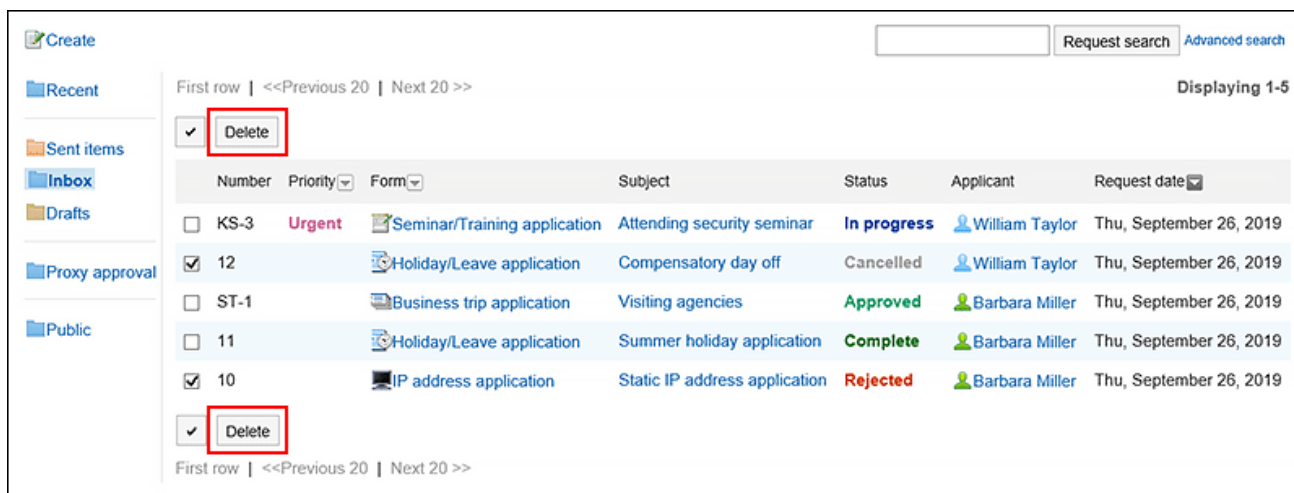 Create
Request search Advanced search
Recent
Sent items
Inbox
Drafts
Proxy approval
Public
First row | <<Previous 20 | Next 20 >>
Displaying 1-5
Delete
Number Priority Form Subject Status Applicant Request date
KS-3 Urgent Seminar/Training application Attending security seminar In progress William Taylor Thu, September 26, 2019
12 Holiday/Leave application Compensatory day off Cancelled William Taylor Thu, September 26, 2019
ST-1 Business trip application Visiting agencies Approved Barbara Miller Thu, September 26, 2019
11 Holiday/Leave application Summer holiday application Complete Barbara Miller Thu, September 26, 2019
10 IP address application Static IP address application Rejected Barbara Miller Thu, September 26, 2019
Delete
First row | <<Previous 20 | Next 20 >>